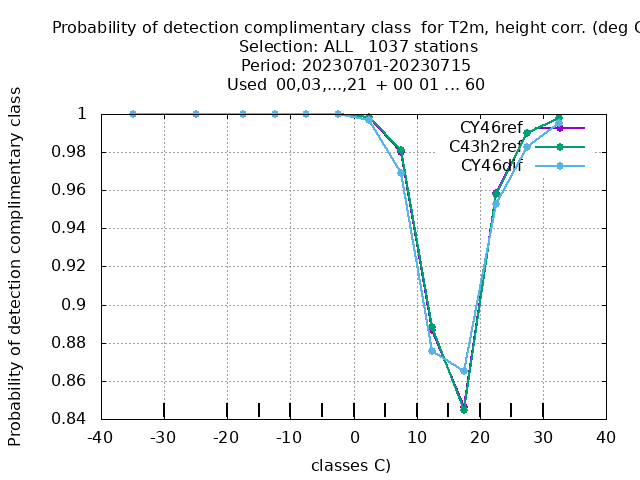 Probability of detection complimentary class  for T2m, height corr. (deg C
Selection: ALL   1037 stations
Period: 20230701-20230715
Used  00,03,...,21  + 00 01 ... 60
Probability of detection complimentary class
1
0.98
0.96
0.94
0.92
0.9
0.88
0.86
0.84
CY46ref
C43h2ref
CY46dif
-40 -30 -20 -10 0 10 20 30 40
classes C)